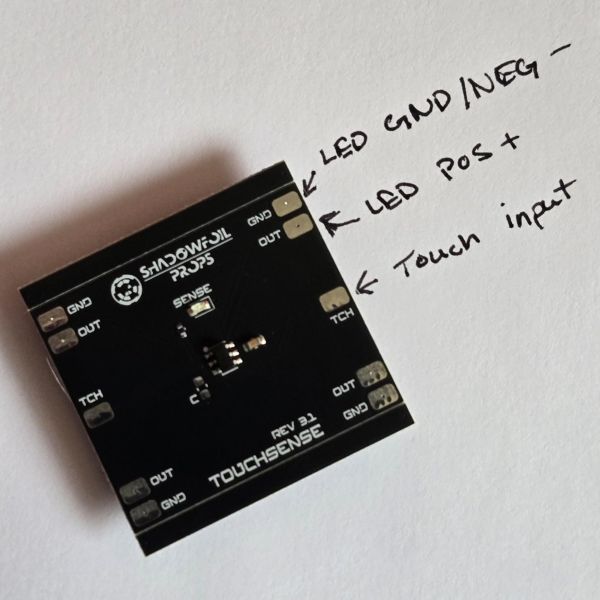 LED GND/NEG -
LED POS +
Touch input
GND
OUT
SHADOWFOIL
PROPS
SENSE
GND
OUT
TCH
TCH
C
OUT
GND
REV 3.1
TOUCHSENSE
OUT
GND